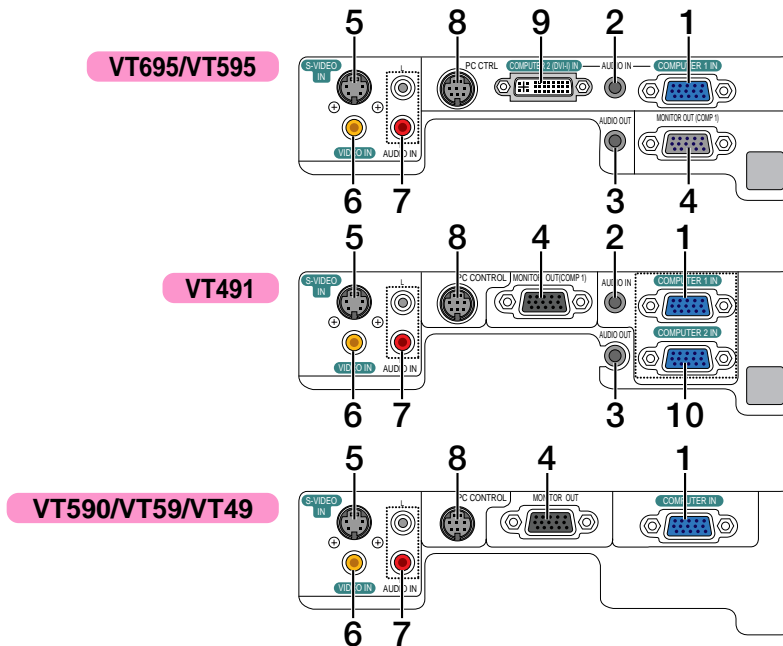 5 8 9 2 1
VT695/VT595
S-VIDEO IN
L
PC CTRL
COMPUTER 2 (DVI-I) IN
AUDIO IN
COMPUTER 1 IN
AUDIO OUT
MONITOR OUT (COMP 1)
VIDEO IN
AUDIO IN
6 7 3 4
5 8 4 2 1
VT491
S-VIDEO IN
L
PC CONTROL
MONITOR OUT(COMP 1)
AUDIO IN
COMPUTER 1 IN
AUDIO OUT
COMPUTER 2 IN
VIDEO IN
AUDIO IN
6 7 3 10
5 8 4 1
VT590/VT59/VT49
S-VIDEO IN
L
PC CONTROL
MONITOR OUT
COMPUTER IN
VIDEO IN
AUDIO IN
6 7